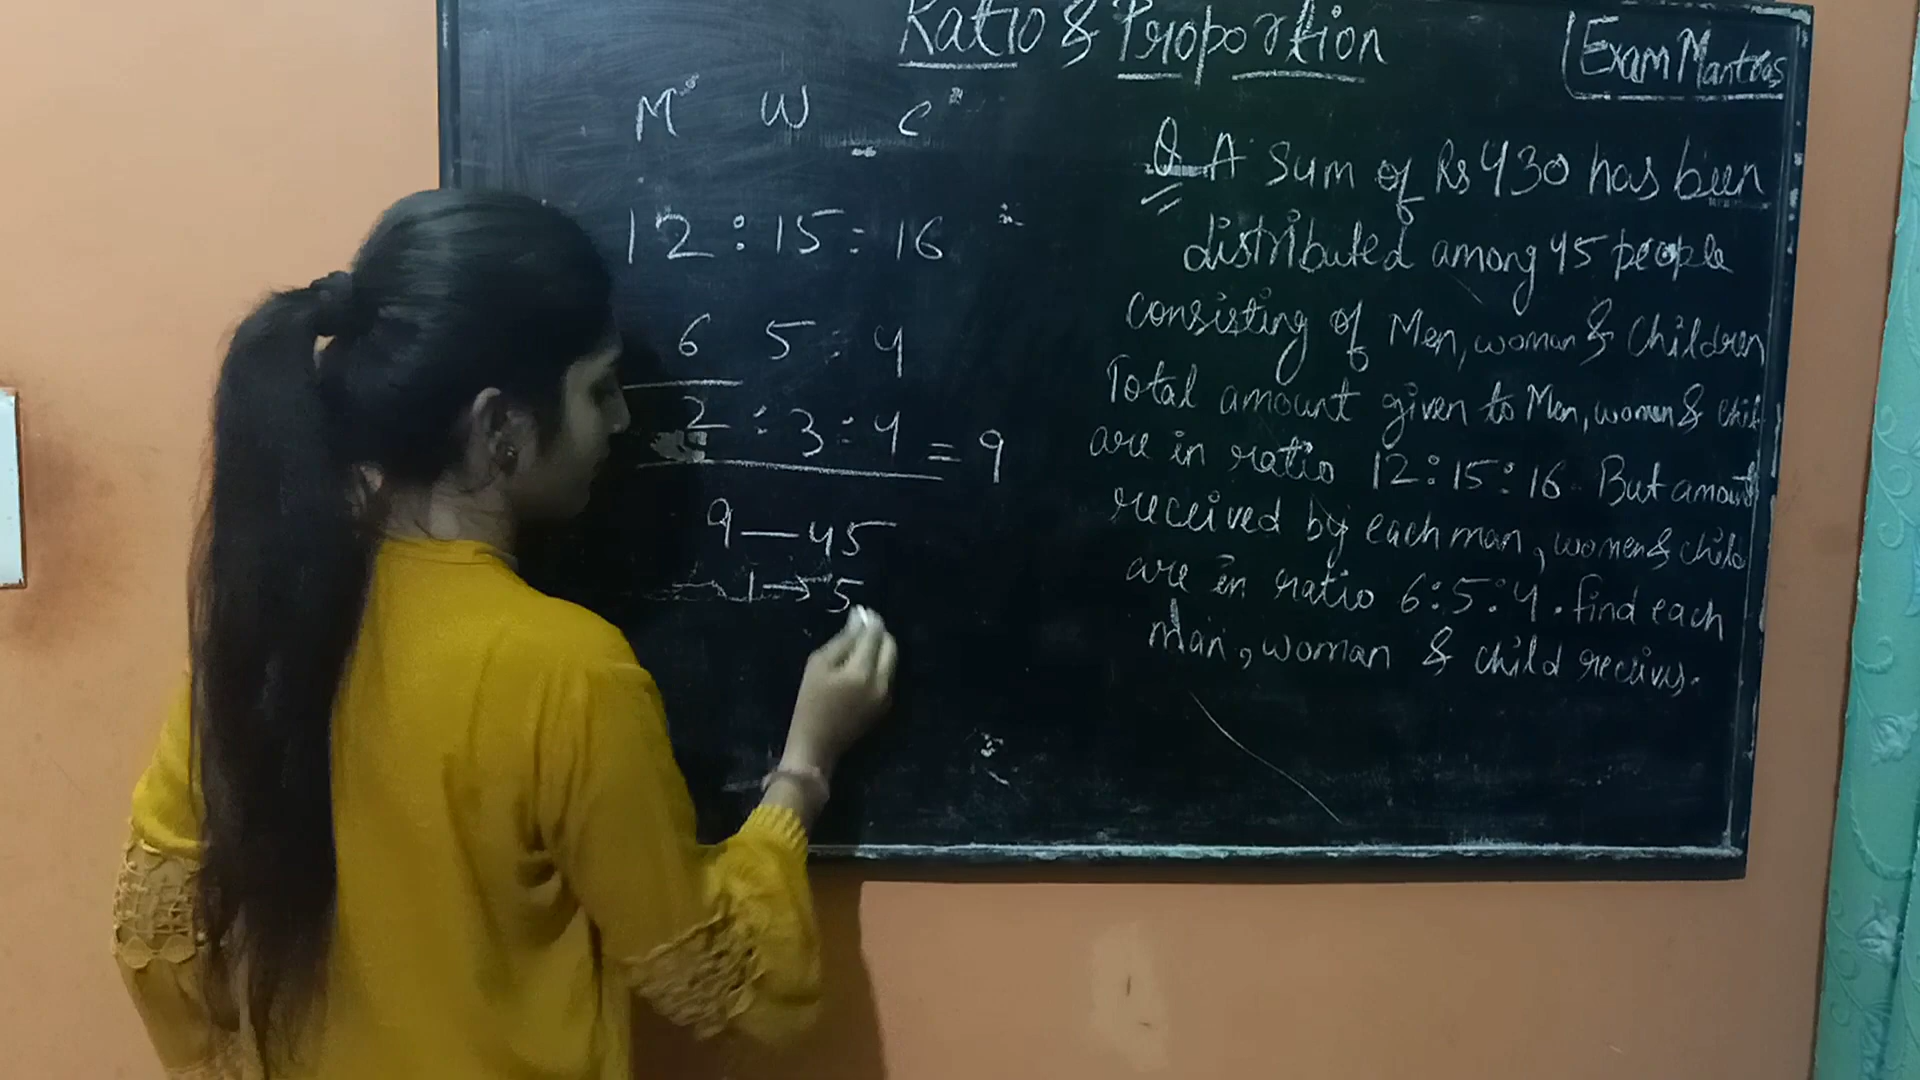 Ratio & Proportion
Exam Mantras
M W C
12 : 15 : 16
6 5 : 4
2 : 3 : 4 = 9
9 — 45
1 → 5
Q A Sum of Rs 430 has been
distributed among 45 people
consisting of Men, woman & Children
Total amount given to Men, women & chil
are in ratio 12:15:16. But amount
received by each man, women & child
are in ratio 6:5:4. find each
Man, woman & child recives.